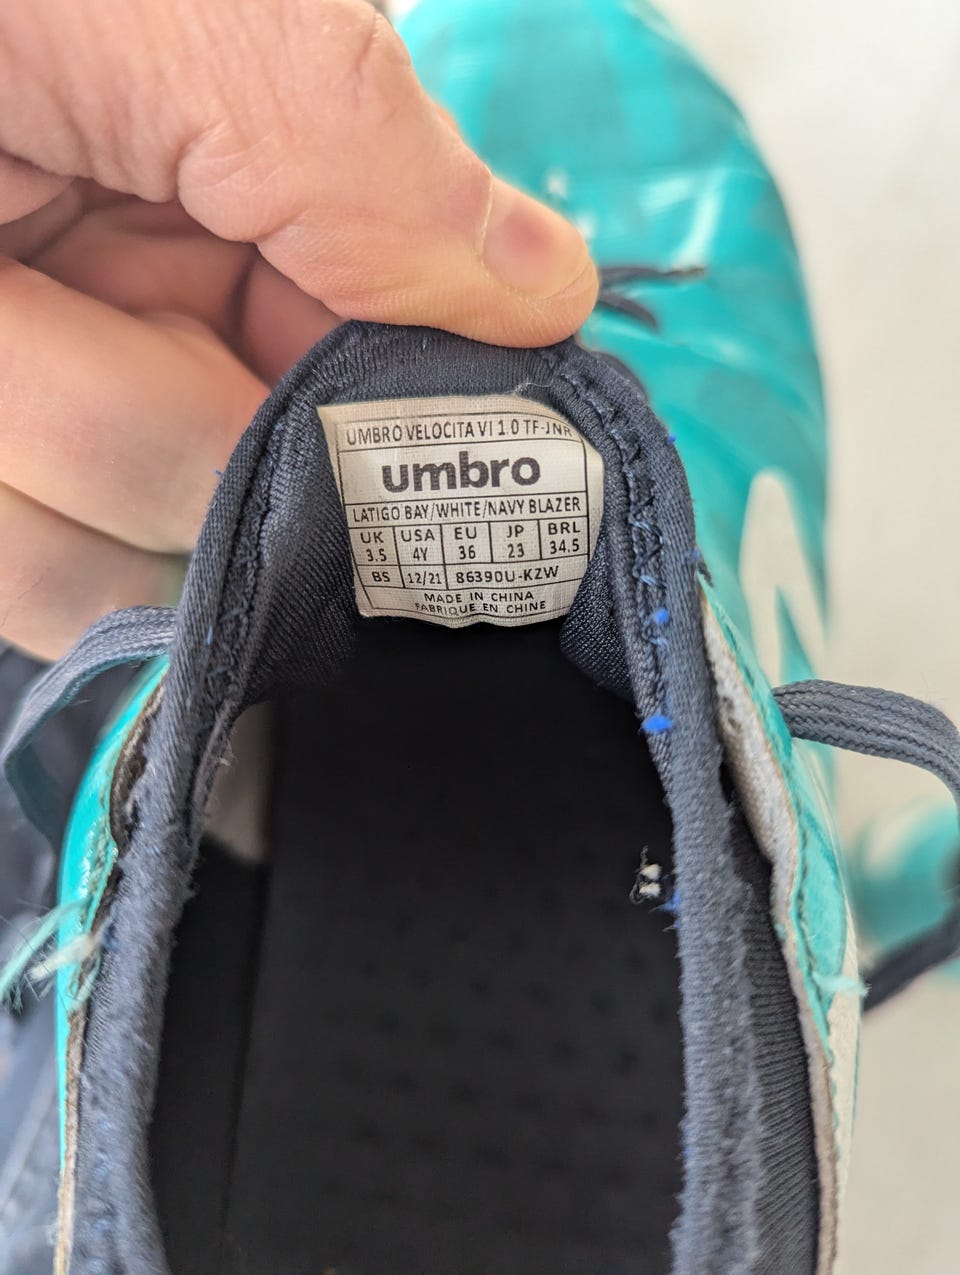 UMBRO VELOCITA VI 1.0 TF-JNR
umbro
LATIGO BAY/WHITE/NAVY BLAZER
UK USA EU JP BRL
3.5 4Y 36 23 34.5
BS 12/21 86390U-KZW
MADE IN CHINA
FABRIQUE EN CHINE